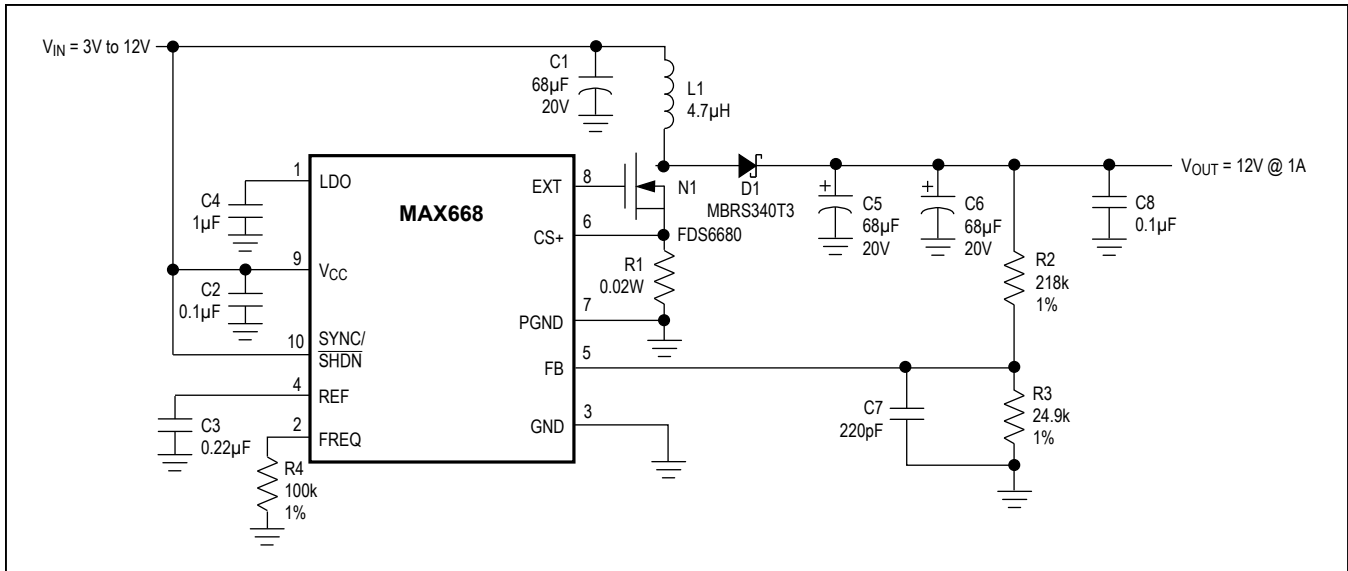 VIN = 3V to 12V
C1
68µF
20V
L1
4.7µH
1
LDO
C4
1µF
MAX668
EXT
8
N1
FDS6680
D1
MBRS340T3
VOUT = 12V @ 1A
C5
68µF
20V
C6
68µF
20V
C8
0.1µF
CS+
6
R1
0.02W
9
VCC
C2
0.1µF
PGND
7
R2
218k
1%
10
SYNC/
SHDN
FB
5
4
REF
C3
0.22µF
C7
220pF
R3
24.9k
1%
2
FREQ
GND
3
R4
100k
1%
+
+